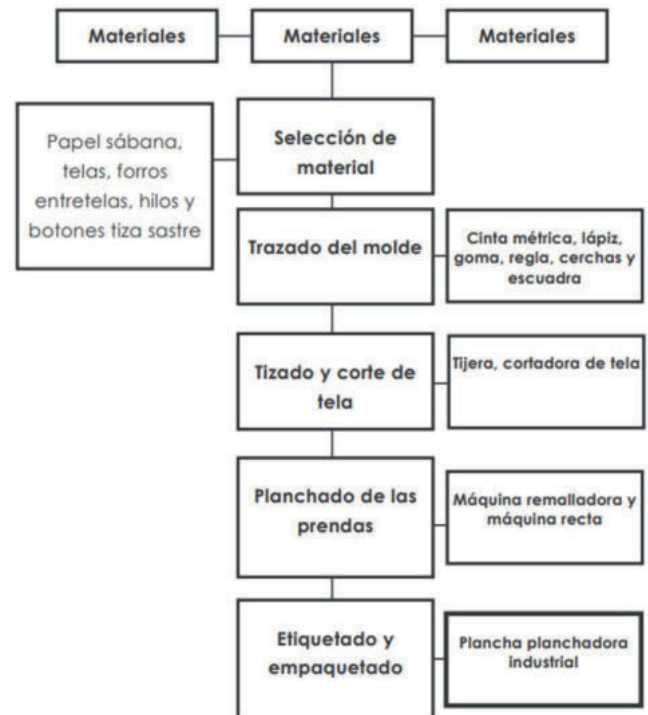 Materiales
Materiales
Materiales
Papel sábana,
telas, forros
entretelas, hilos y
botones tiza sastre
Selección de
material
Trazado del molde
Cinta métrica, lápiz,
goma, regla, cerchas y
escuadra
Tizado y corte de
tela
Tijera, cortadora de tela
Planchado de las
prendas
Máquina remalladora y
máquina recta
Etiquetado y
empaquetado
Plancha planchadora
industrial